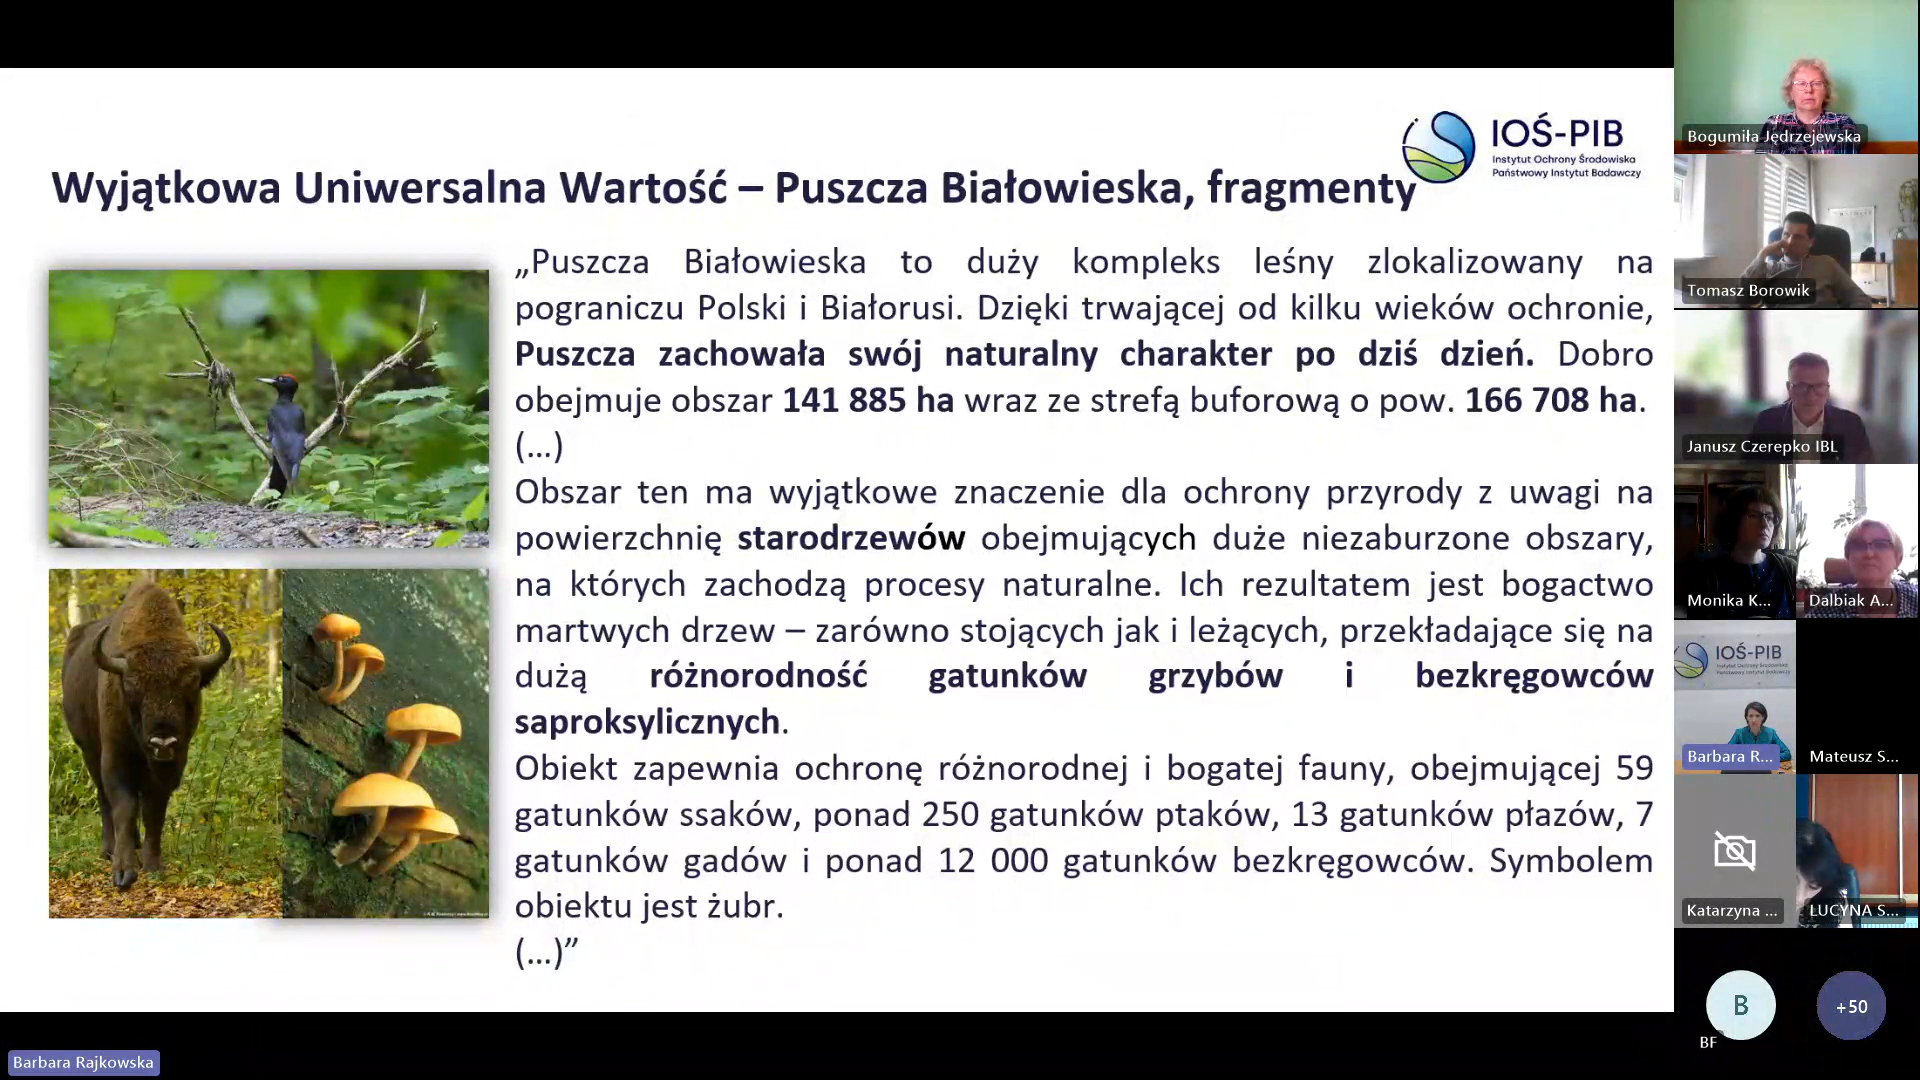 IOŚ-PIB
Instytut Ochrony Środowiska
Państwowy Instytut Badawczy
Wyjątkowa Uniwersalna Wartość – Puszcza Białowieska, fragmenty
„Puszcza Białowieska to duży kompleks leśny zlokalizowany na
pograniczu Polski i Białorusi. Dzięki trwającej od kilku wieków ochronie,
Puszcza zachowała swój naturalny charakter po dziś dzień. Dobro
obejmuje obszar 141 885 ha wraz ze strefą buforową o pow. 166 708 ha.
(...)
Obszar ten ma wyjątkowe znaczenie dla ochrony przyrody z uwagi na
powierzchnię starodrzewów obejmujących duże niezaburzone obszary,
na których zachodzą procesy naturalne. Ich rezultatem jest bogactwo
martwych drzew – zarówno stojących jak i leżących, przekładające się na
dużą różnorodność gatunków grzybów i bezkręgowców
saproksylicznych.
Obiekt zapewnia ochronę różnorodnej i bogatej fauny, obejmującej 59
gatunków ssaków, ponad 250 gatunków ptaków, 13 gatunków płazów, 7
gatunków gadów i ponad 12 000 gatunków bezkręgowców. Symbolem
obiektu jest żubr.
(...)”
Barbara Rajkowska
Bogumiła Jędrzejewska
Tomasz Borowik
Janusz Czerepko IBL
Monika K...
Dalbiak A...
IOŚ-PIB
Instytut Ochrony Środowiska
Państwowy Instytut Badawczy
Barbara R...
Mateusz S...
Katarzyna ...
LUCYNA S...
B
BF
+50